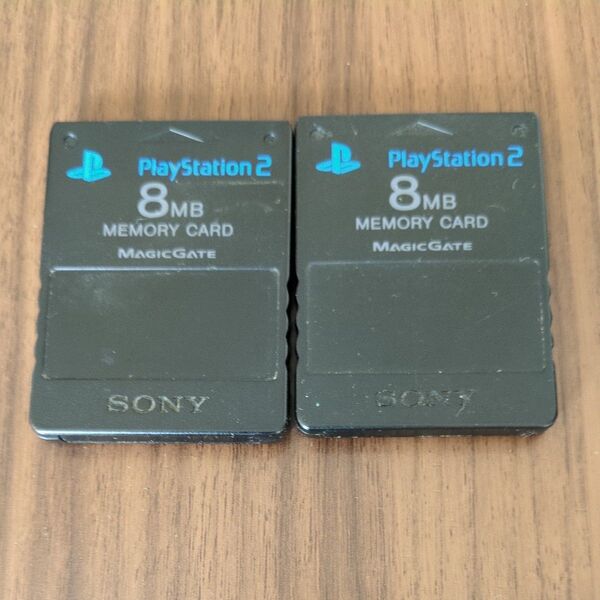 PlayStation 2
8MB
MEMORY CARD
MAGICGATE
SONY
PlayStation 2
8MB
MEMORY CARD
MAGICGATE
SONY